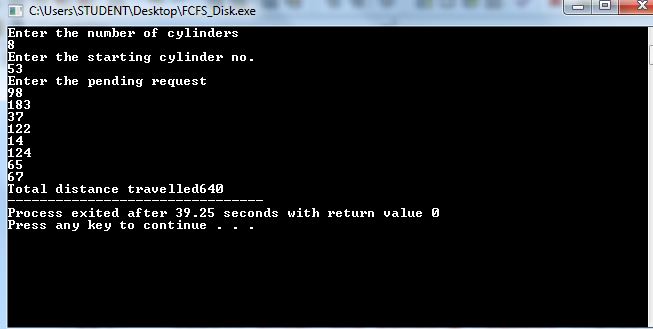 C:\Users\STUDENT\Desktop\FCFS_Disk.exe
Enter the number of cylinders
8
Enter the starting cylinder no.
53
Enter the pending request
98
183
37
122
14
124
65
67
Total distance travelled640
--------------------------------
Process exited after 39.25 seconds with return value 0
Press any key to continue . . .